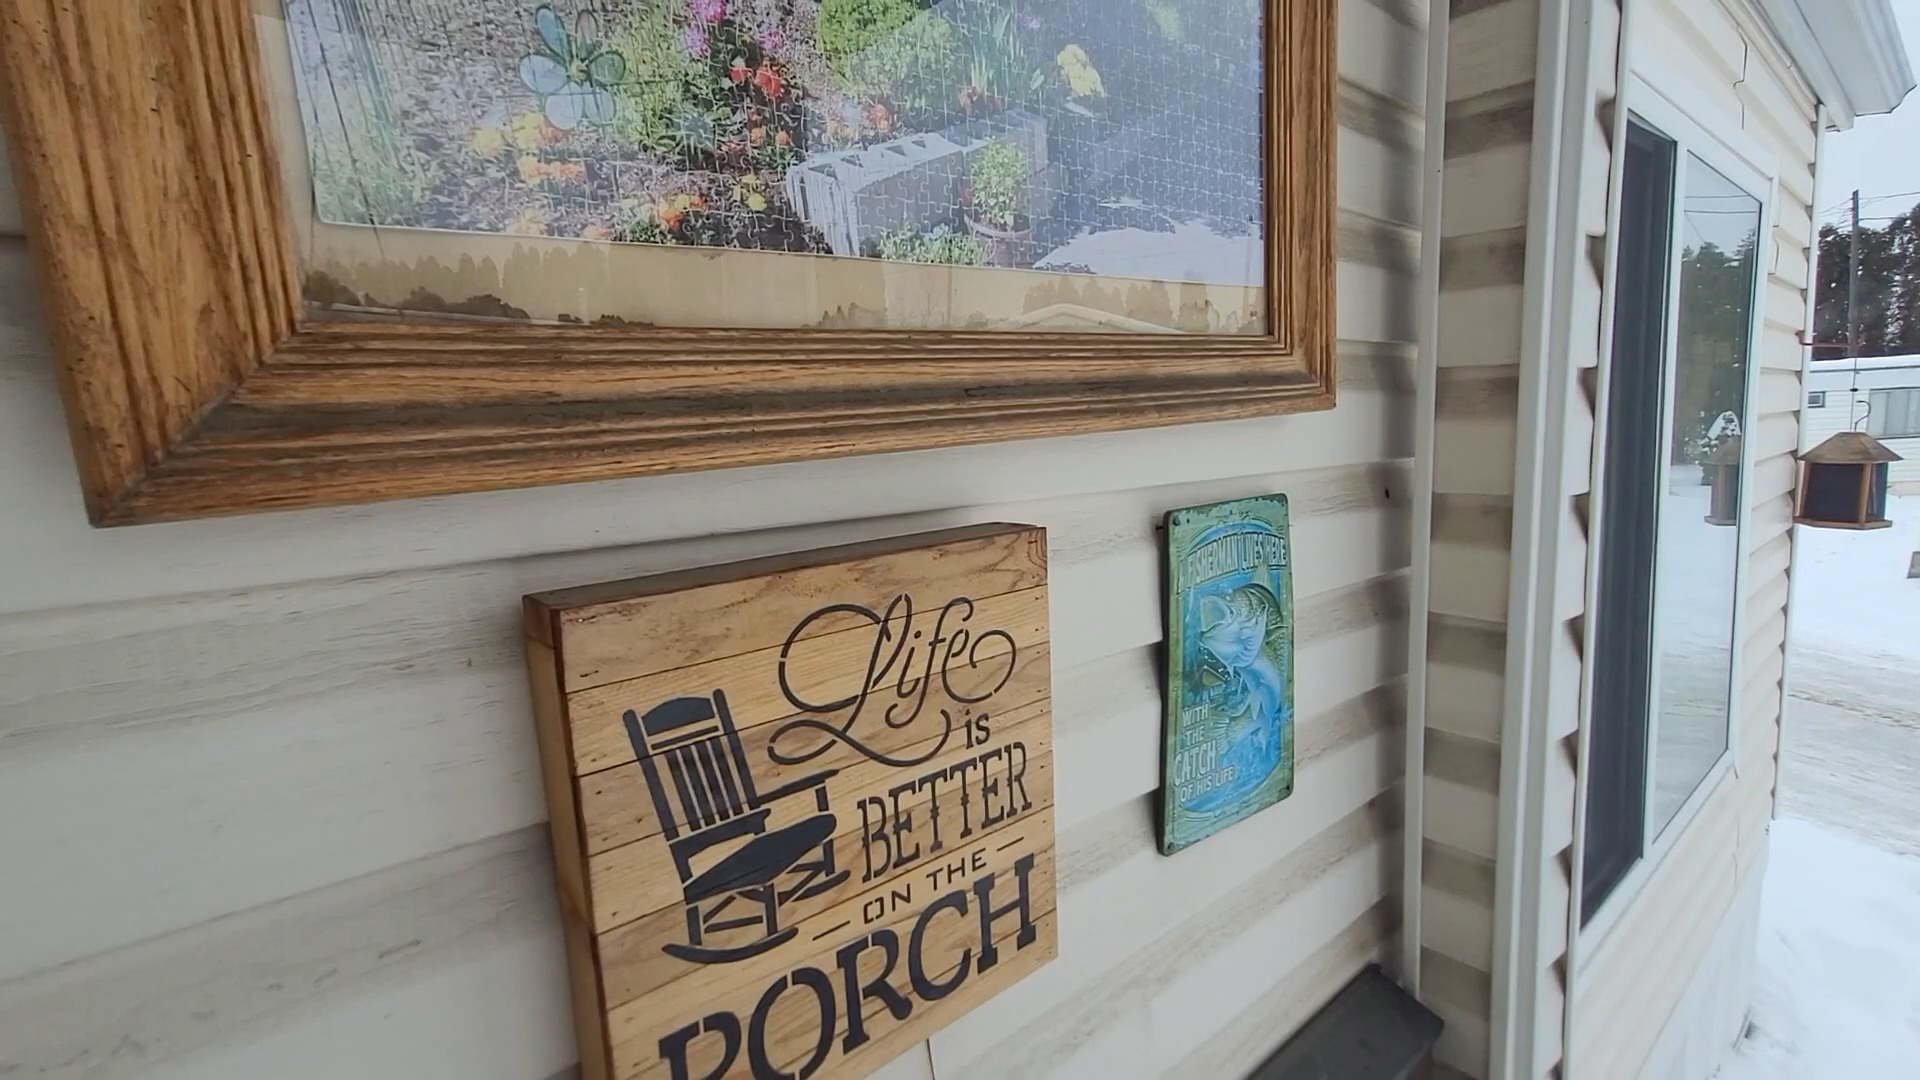 Life
is
BETTER
ON THE
PORCH
FISHERMAN LIVES HERE
WITH
THE
CATCH
OF HIS LIFE